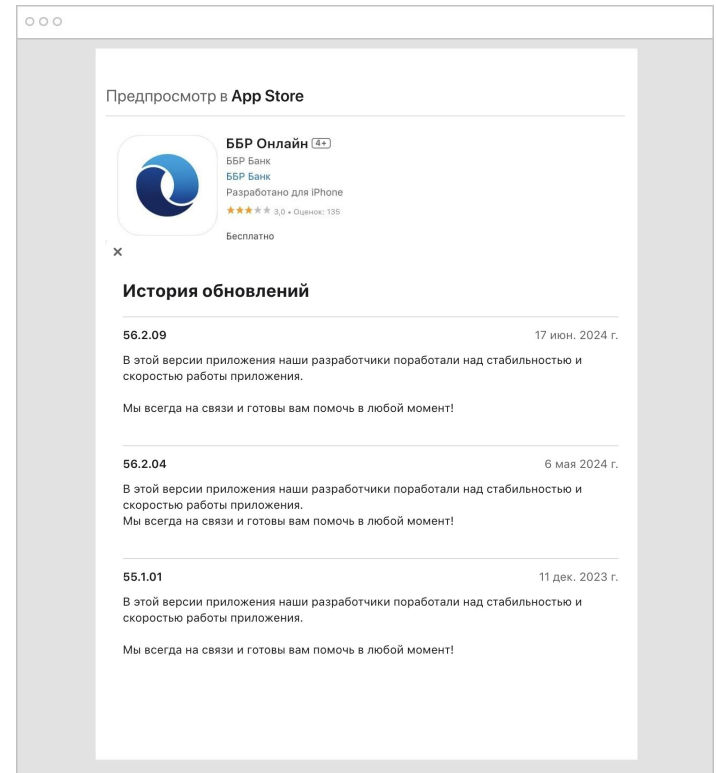 Предпросмотр в App Store
ББР Онлайн 4+
ББР Банк
ББР Банк
Разработано для iPhone
3,0 • Оценок: 135
Бесплатно
История обновлений
56.2.09 17 июн. 2024 г.
В этой версии приложения наши разработчики поработали над стабильностью и
скоростью работы приложения.
Мы всегда на связи и готовы вам помочь в любой момент!
56.2.04 6 мая 2024 г.
В этой версии приложения наши разработчики поработали над стабильностью и
скоростью работы приложения.
Мы всегда на связи и готовы вам помочь в любой момент!
55.1.01 11 дек. 2023 г.
В этой версии приложения наши разработчики поработали над стабильностью и
скоростью работы приложения.
Мы всегда на связи и готовы вам помочь в любой момент!